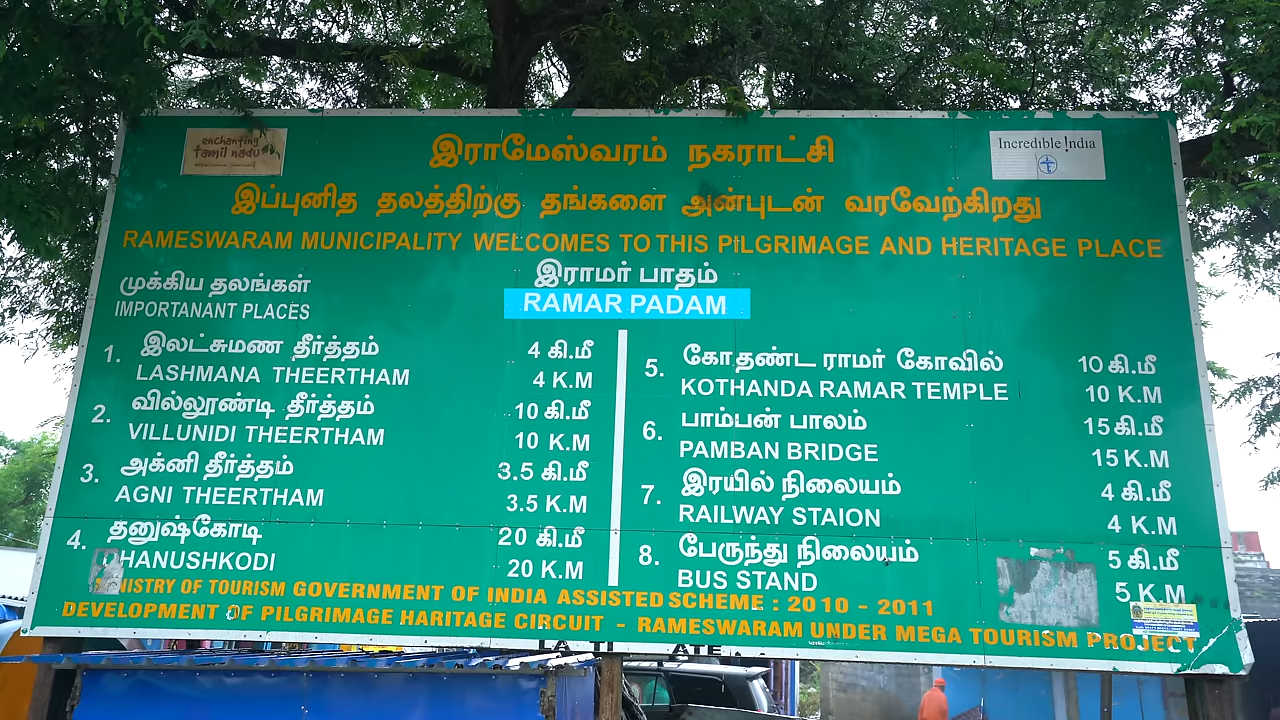 enchanting
tamil nadu
Incredible !ndia
இராமேஸ்வரம் நகராட்சி
இப்புனித தலத்திற்கு தங்களை அன்புடன் வரவேற்கிறது
RAMESWARAM MUNICIPALITY WELCOMES TO THIS PILGRIMAGE AND HERITAGE PLACE
இராமர் பாதம்
RAMAR PADAM
முக்கிய தலங்கள்
IMPORTANANT PLACES
1. இலட்சுமண தீர்த்தம் 4 கி.மீ
LASHMANA THEERTHAM 4 K.M
2. வில்லூண்டி தீர்த்தம் 10 கி.மீ
VILLUNIDI THEERTHAM 10 K.M
3. அக்னி தீர்த்தம் 3.5 கி.மீ
AGNI THEERTHAM 3.5 K.M
4. தனுஷ்கோடி 20 கி.மீ
HANUSHKODI 20 K.M
5. கோதண்ட ராமர் கோவில் 10 கி.மீ
KOTHANDA RAMAR TEMPLE 10 K.M
6. பாம்பன் பாலம் 15 கி.மீ
PAMBAN BRIDGE 15 K.M
7. இரயில் நிலையம் 4 கி.மீ
RAILWAY STAION 4 K.M
8. பேருந்து நிலையம் 5 கி.மீ
BUS STAND 5 K.M
NISTRY OF TOURISM GOVERNMENT OF INDIA ASSISTED SCHEME : 2010 - 2011
DEVELOPMENT OF PILGRIMAGE HARITAGE CIRCUIT - RAMESWARAM UNDER MEGA TOURISM PROJECT